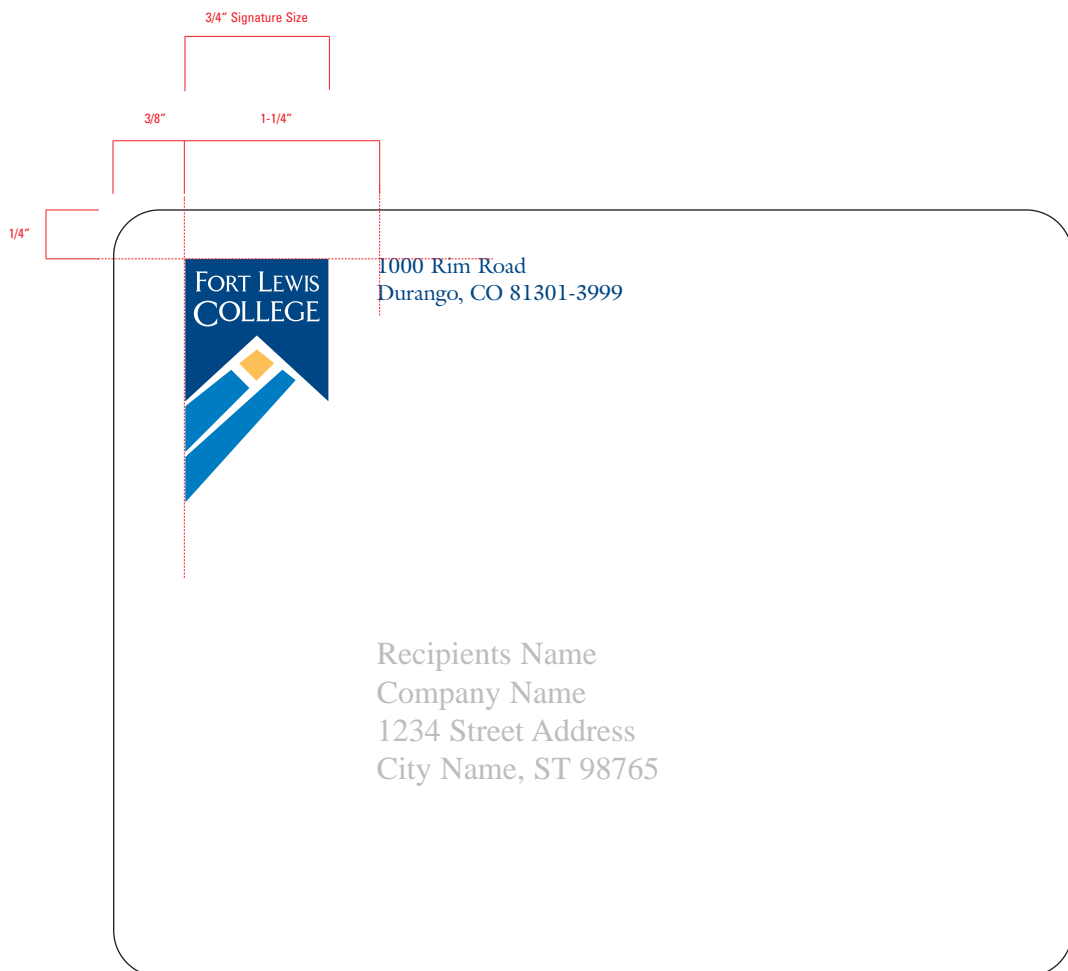 3/4“ Signature Size
3/8“
1-1/4“
1/4“
FORT LEWIS
COLLEGE
1000 Rim Road
Durango, CO 81301-3999
Recipients Name
Company Name
1234 Street Address
City Name, ST 98765